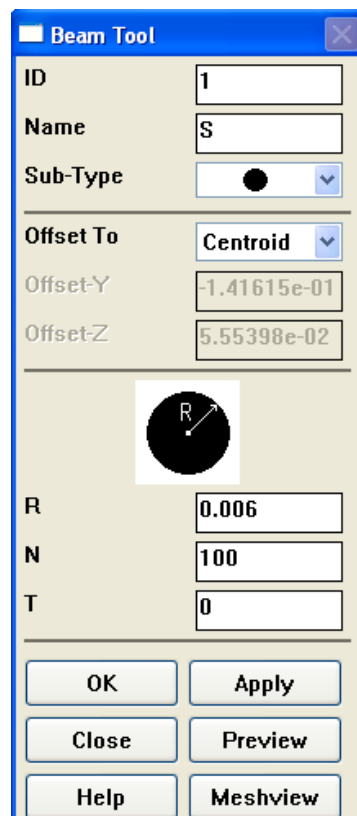 Beam Tool
ID 1
Name S
Sub-Type
Offset To Centroid
Offset-Y -1.41615e-01
Offset-Z 5.55398e-02
R
R 0.006
N 100
T 0
OK Apply
Close Preview
Help Meshview